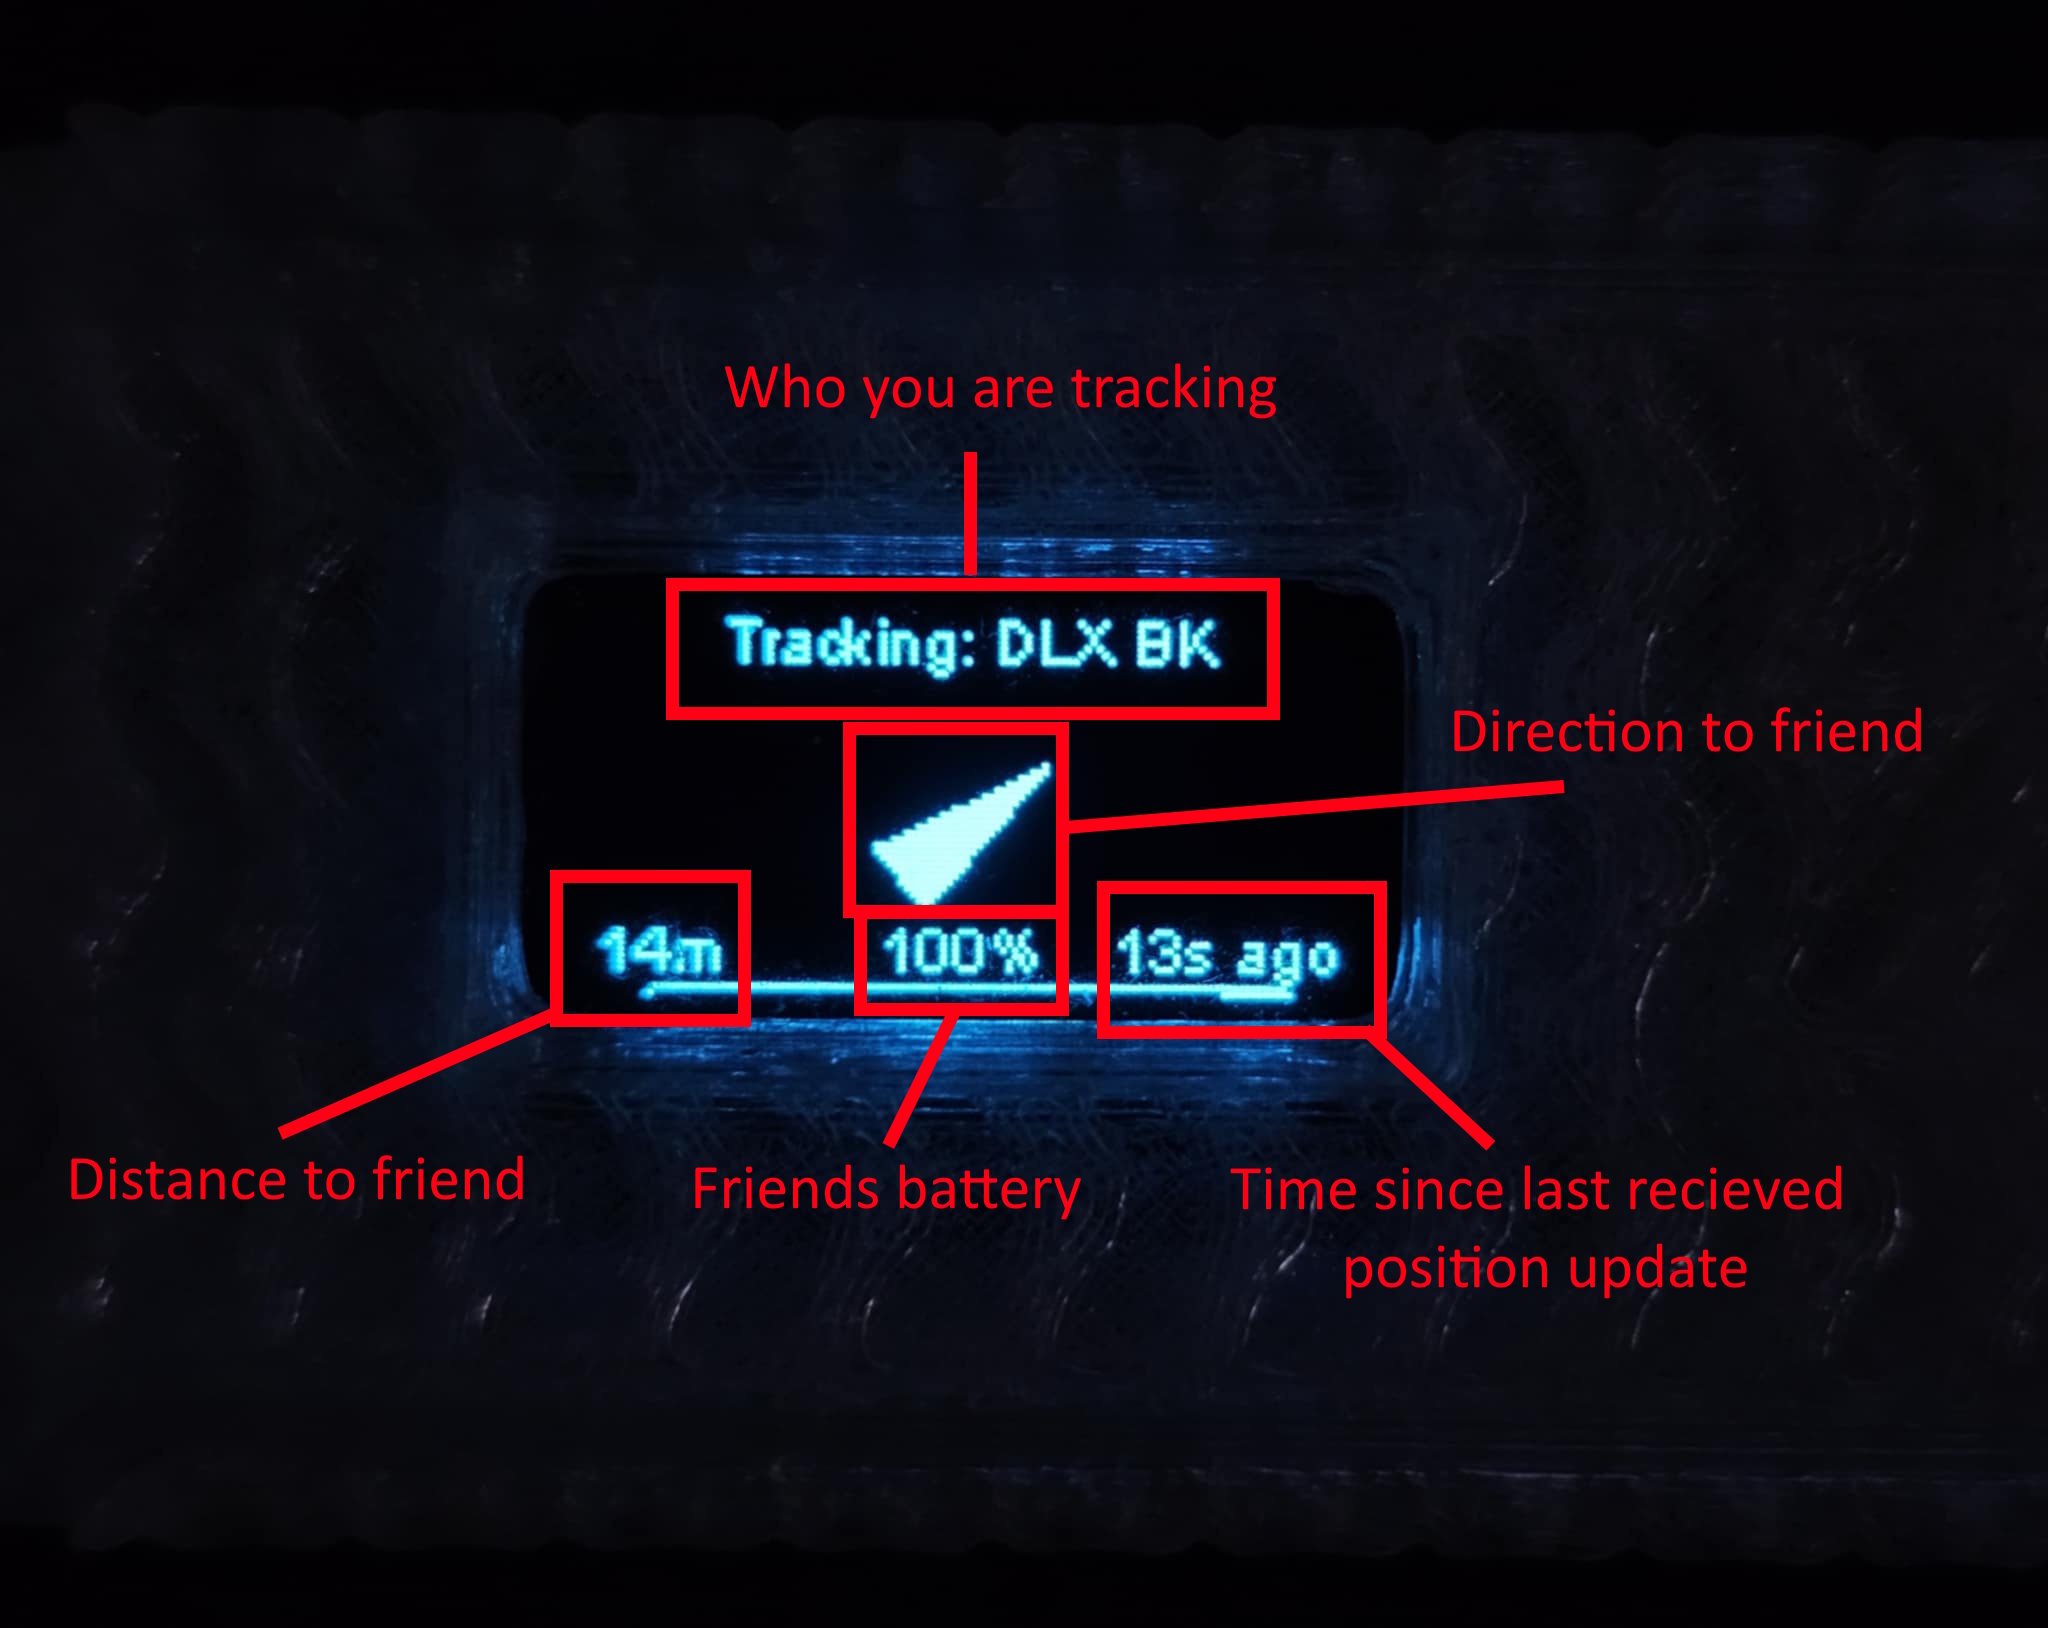 Who you are tracking
Tracking: DLX BK
Direction to friend
14m
100%
13s ago
Distance to friend
Friends battery
Time since last recieved
position update